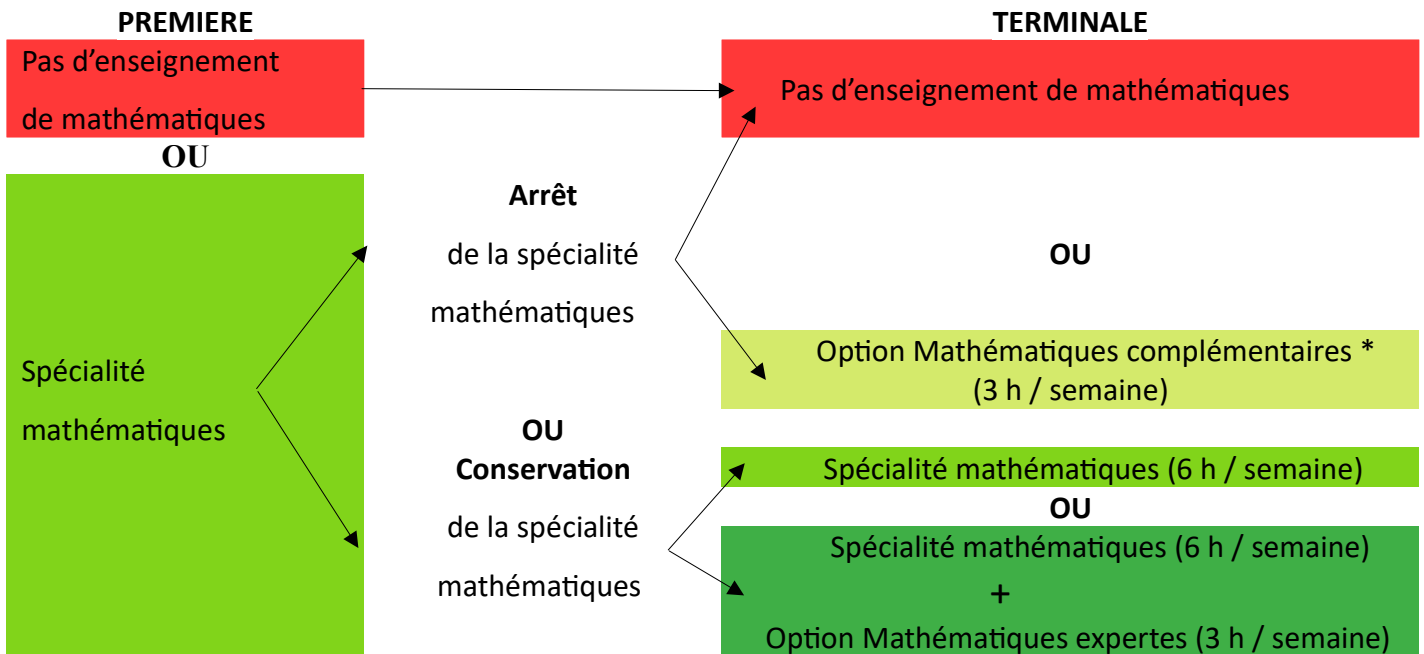 PREMIERE
Pas d’enseignement
de mathématiques
OU
Spécialité
mathématiques
Arrêt
de la spécialité
mathématiques
OU
Conservation
de la spécialité
mathématiques
TERMINALE
Pas d’enseignement de mathématiques
OU
Option Mathématiques complémentaires *
(3 h / semaine)
Spécialité mathématiques (6 h / semaine)
OU
Spécialité mathématiques (6 h / semaine)
+
Option Mathématiques expertes (3 h / semaine)